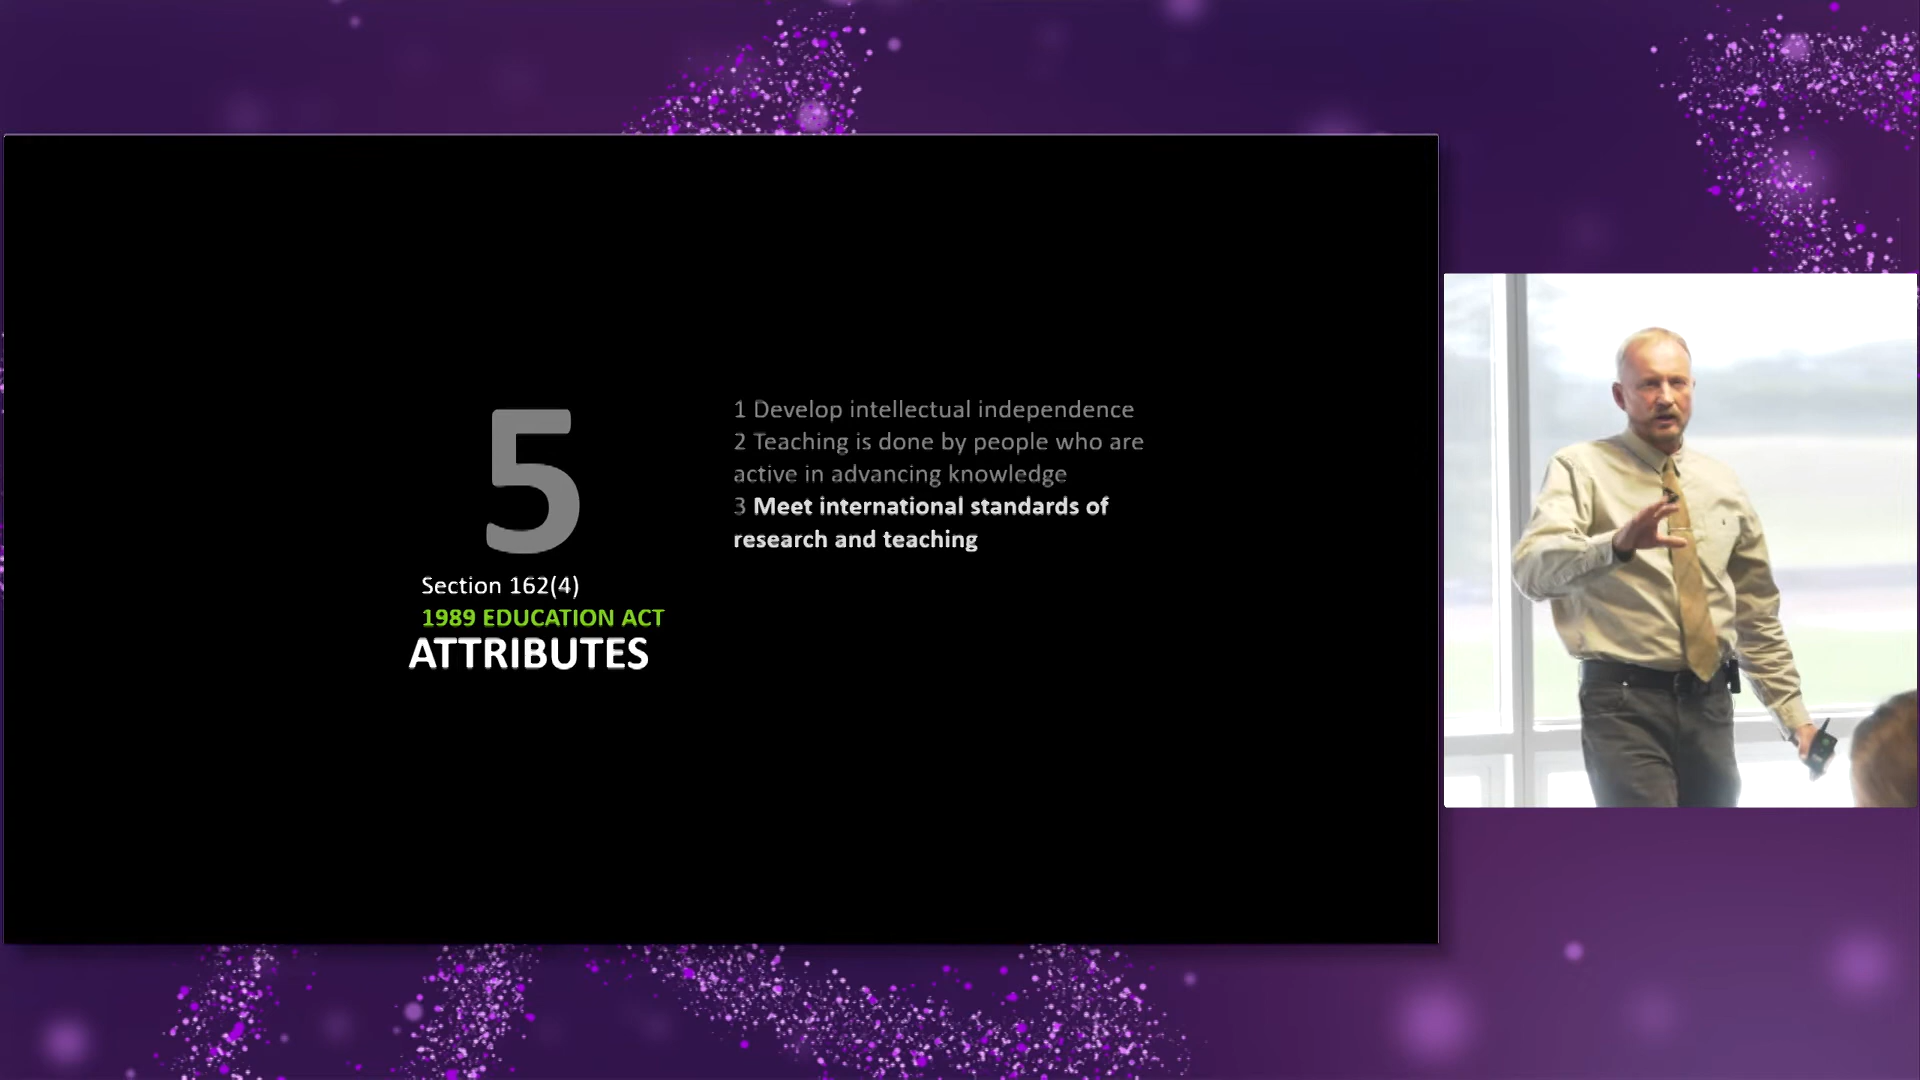 5
Section 162(4)
1989 EDUCATION ACT
ATTRIBUTES
1 Develop intellectual independence
2 Teaching is done by people who are
active in advancing knowledge
3 Meet international standards of
research and teaching